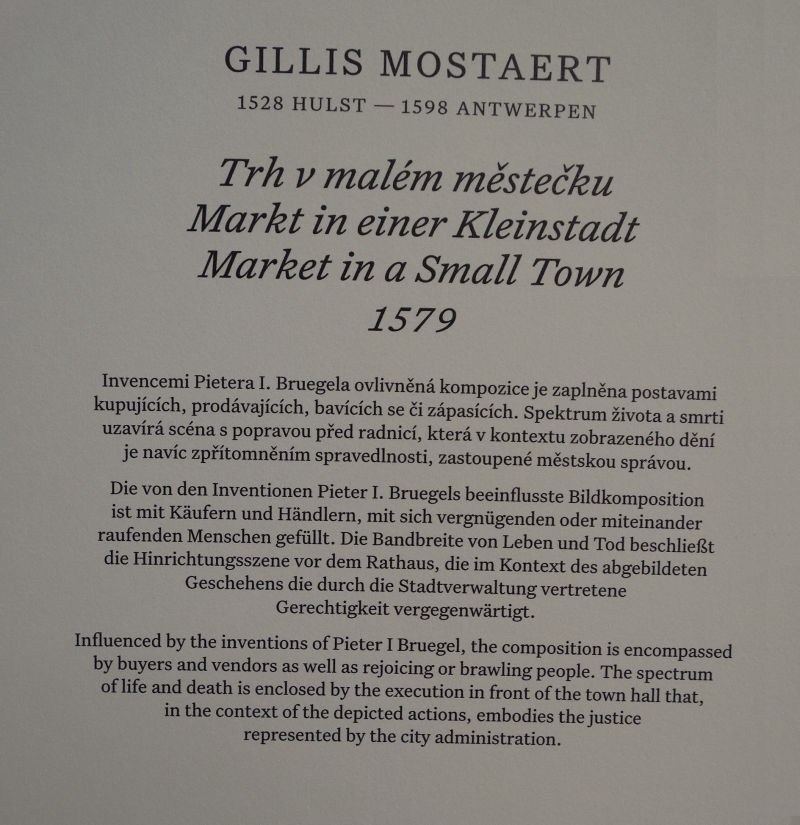 GILLIS MOSTAERT
1528 HULST — 1598 ANTWERPEN
Trh v malém městečku
Markt in einer Kleinstadt
Market in a Small Town
1579
Invencemi Pietera I. Bruegela ovlivněná kompozice je zaplněna postavami
kupujících, prodávajících, bavících se či zápasících. Spektrum života a smrti
uzavírá scéna s popravou před radnicí, která v kontextu zobrazeného dění
je navíc zpřítomněním spravedlnosti, zastoupené městskou správou.
Die von den Inventionen Pieter I. Bruegels beeinflusste Bildkomposition
ist mit Käufern und Händlern, mit sich vergnügenden oder miteinander
raufenden Menschen gefüllt. Die Bandbreite von Leben und Tod beschließt
die Hinrichtungsszene vor dem Rathaus, die im Kontext des abgebildeten
Geschehens die durch die Stadtverwaltung vertretene
Gerechtigkeit vergegenwärtigt.
Influenced by the inventions of Pieter I Bruegel, the composition is encompassed
by buyers and vendors as well as rejoicing or brawling people. The spectrum
of life and death is enclosed by the execution in front of the town hall that,
in the context of the depicted actions, embodies the justice
represented by the city administration.